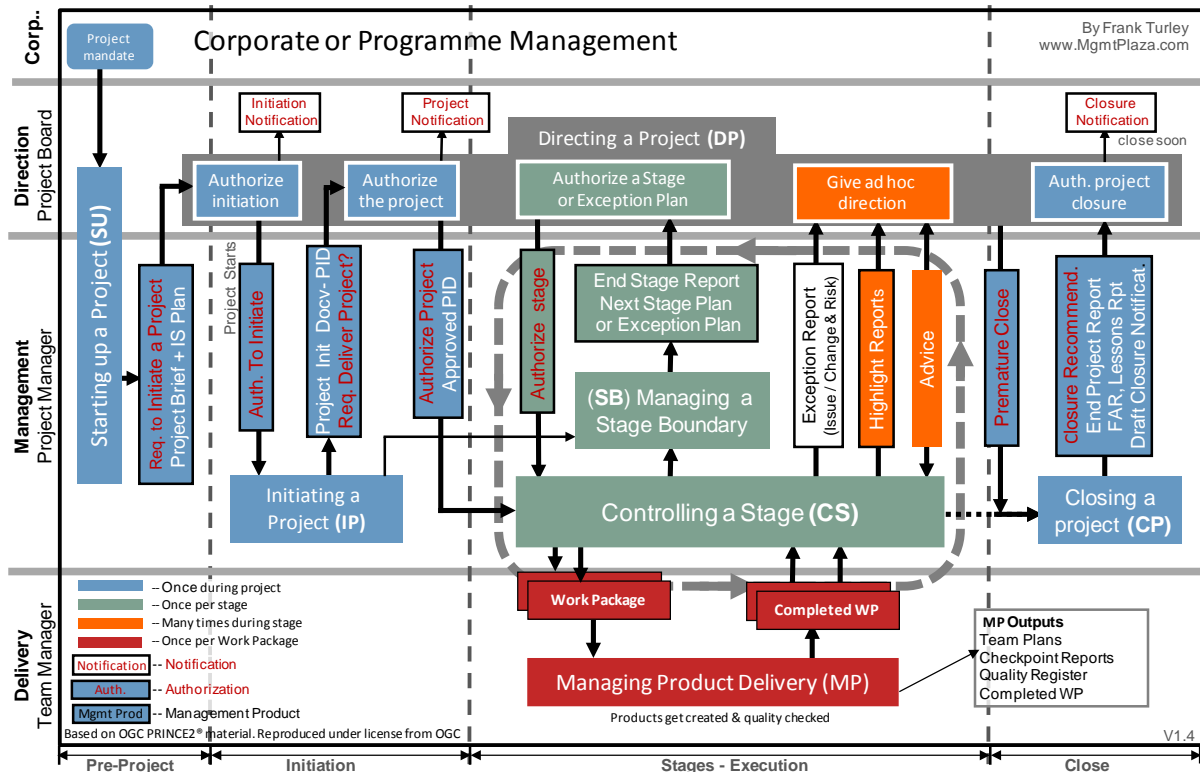 Corp..
Project
mandate
Corporate or Programme Management
By Frank Turley
www.MgmtPlaza.com
Direction
Project Board
Initiation
Notification
Project
Notification
Closure
Notification
close soon
Directing a Project (DP)
Authorize
initiation
Authorize
the project
Authorize a Stage
or Exception Plan
Give ad hoc
direction
Auth. project
closure
Management
Project Manager
Starting up a Project (SU)
Req. to Initiate a Project
Project Brief + IS Plan
Project Starts
Auth. To Initiate
Project Init Docv- PID
Req. Deliver Project?
Authorize Project
Approved PID
Authorize stage
End Stage Report
Next Stage Plan
or Exception Plan
(SB) Managing a
Stage Boundary
Exception Report
(Issue / Change & Risk)
Highlight Reports
Advice
Premature Close
Closure Recommend.
End Project Report
FAR, Lessons Rpt
Draft Closure Notificat.
Initiating a
Project (IP)
Controlling a Stage (CS)
Closing a
project (CP)
Delivery
Team Manager
-- Once during project
-- Once per stage
-- Many times during stage
-- Once per Work Package
Notification -- Notification
Auth. -- Authorization
Mgmt Prod -- Management Product
Based on OGC PRINCE2® material. Reproduced under license from OGC
Work Package
Completed WP
Managing Product Delivery (MP)
Products get created & quality checked
MP Outputs
Team Plans
Checkpoint Reports
Quality Register
Completed WP
V1.4
Pre-Project
Initiation
Stages - Execution
Close